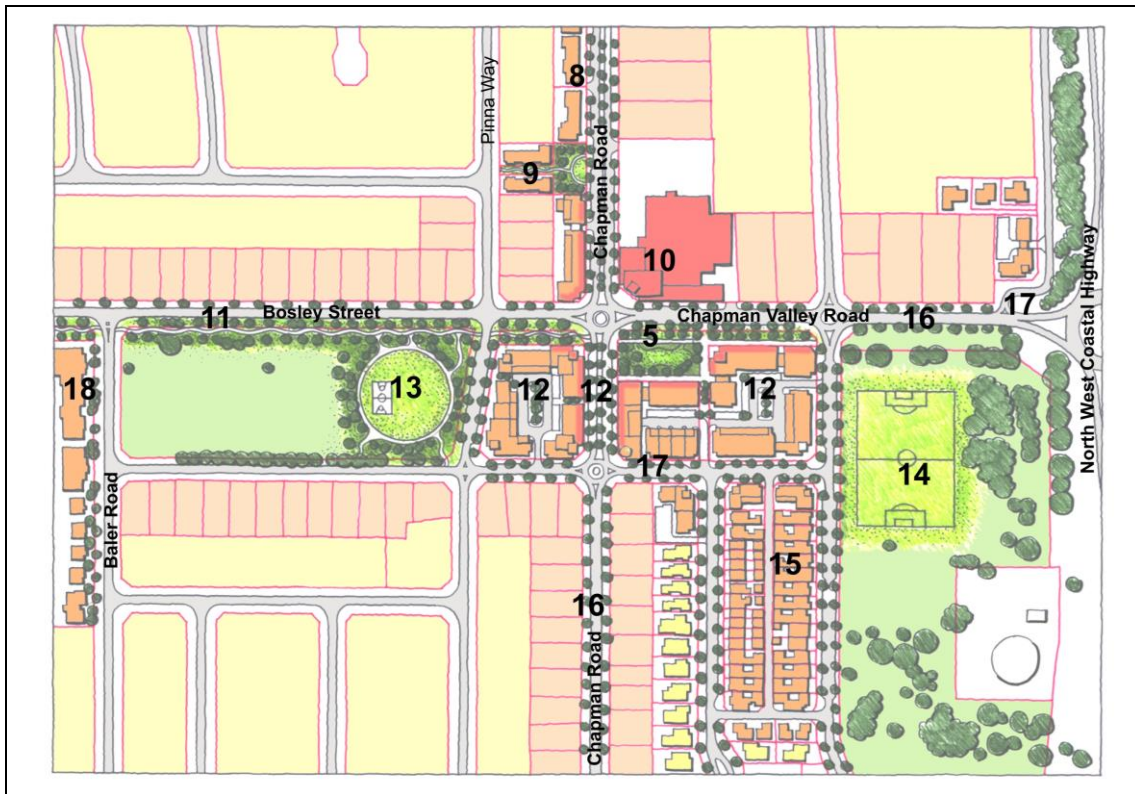 8
Pinna Way
Chapman Road
9
10
North West Coastal Highway
17
11
Bosley Street
Chapman Valley Road
16
5
18
13
12
12
12
14
17
Baler Road
15
16
Chapman Road